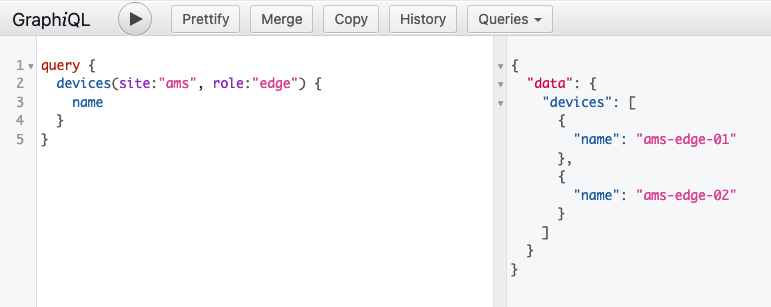 GraphiQL Prettify Merge Copy History Queries
1 query {
2 devices(site:"ams", role:"edge") {
3 name
4 }
5 }
{
"data": {
"devices": [
{
"name": "ams-edge-01"
},
{
"name": "ams-edge-02"
}
]
}
}